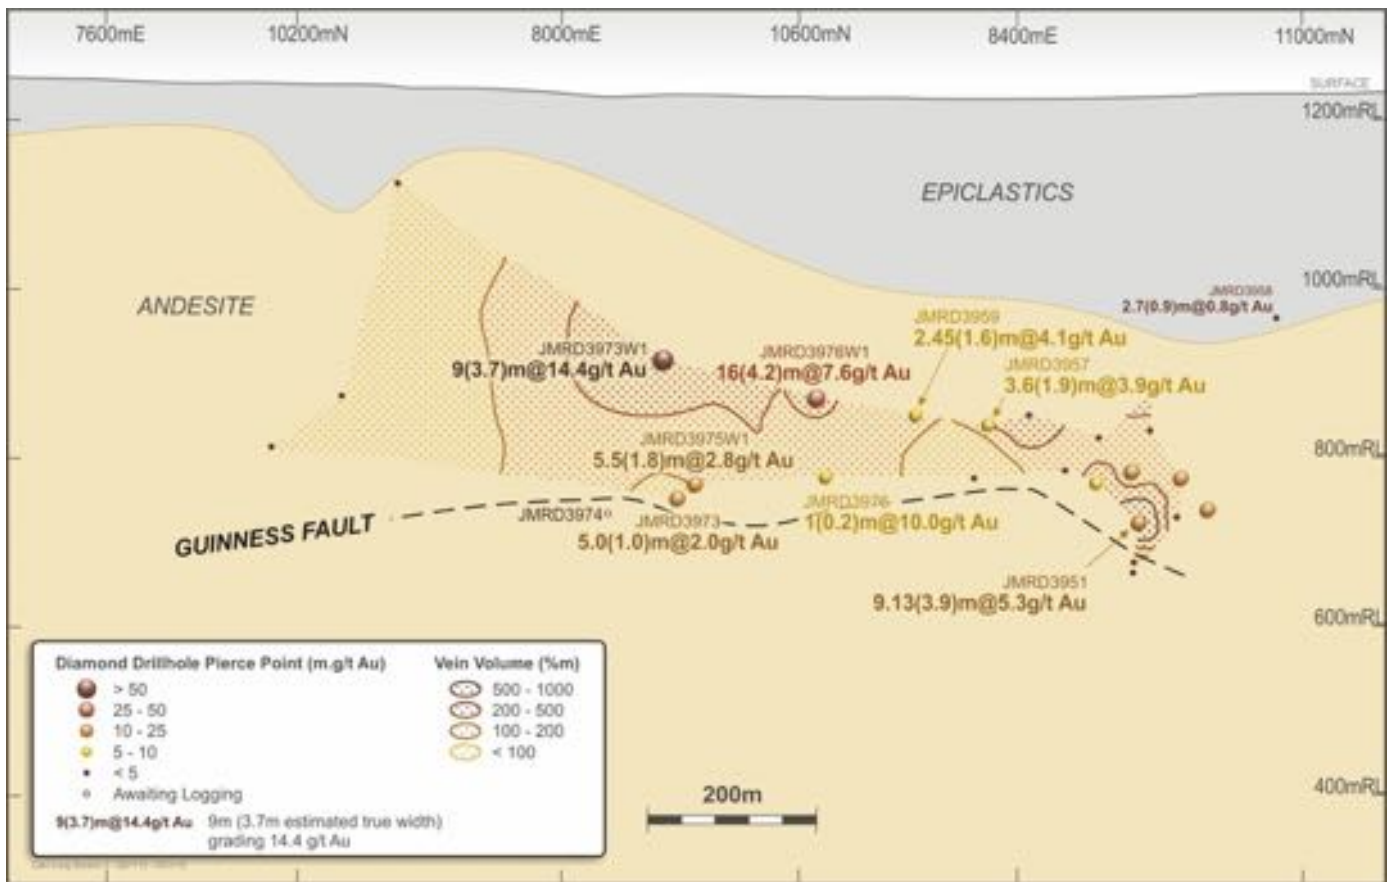 7600mE 10200mN 8000mE 10600mN 8400mE 11000mN
SURFACE
1200mRL
EPICLASTICS
1000mRL
ANDESITE
JMRD3958
2.7(0.9)m@0.8g/t Au
JMRD3959
2.45(1.6)m@4.1g/t Au
JMRD3973W1
9(3.7)m@14.4g/t Au
JMRD3976W1
16(4.2)m@7.6g/t Au
JMRD3957
3.6(1.9)m@3.9g/t Au
JMRD3975W1
5.5(1.8)m@2.8g/t Au
800mRL
GUINNESS FAULT
JMRD3974
JMRD3973
5.0(1.0)m@2.0g/t Au
JMRD3976
1(0.2)m@10.0g/t Au
JMRD3951
9.13(3.9)m@5.3g/t Au
600mRL
Diamond Drillhole Pierce Point (m.g/t Au)
> 50
25 - 50
10 - 25
5 - 10
< 5
Awaiting Logging
9(3.7)m@14.4g/t Au 9m (3.7m estimated true width)
grading 14.4 g/t Au
Vein Volume (%m)
500 - 1000
200 - 500
100 - 200
< 100
200m
400mRL